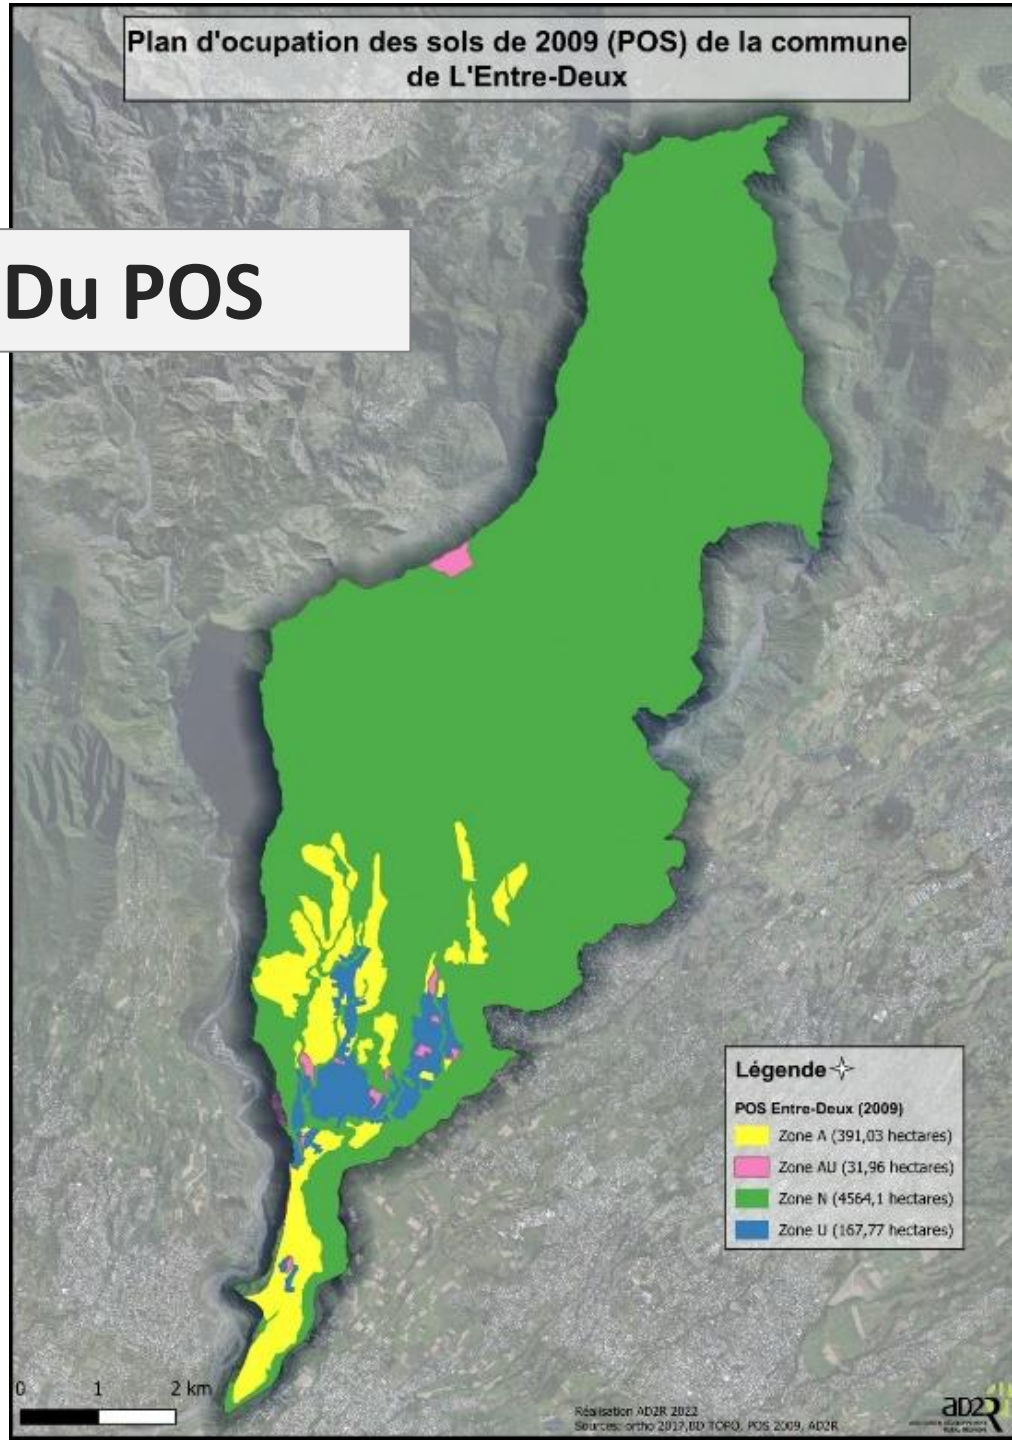 Plan d'ocupation des sols de 2009 (POS) de la commune
de L'Entre-Deux
Du POS
Légende
POS Entre-Deux (2009)
Zone A (391,03 hectares)
Zone AU (31,96 hectares)
Zone N (4564,1 hectares)
Zone U (167,77 hectares)
0 1 2 km
Réalisation AD2R 2022
Sources: ortho 2017,BD TOPO, POS 2009, AD2R
aD2R